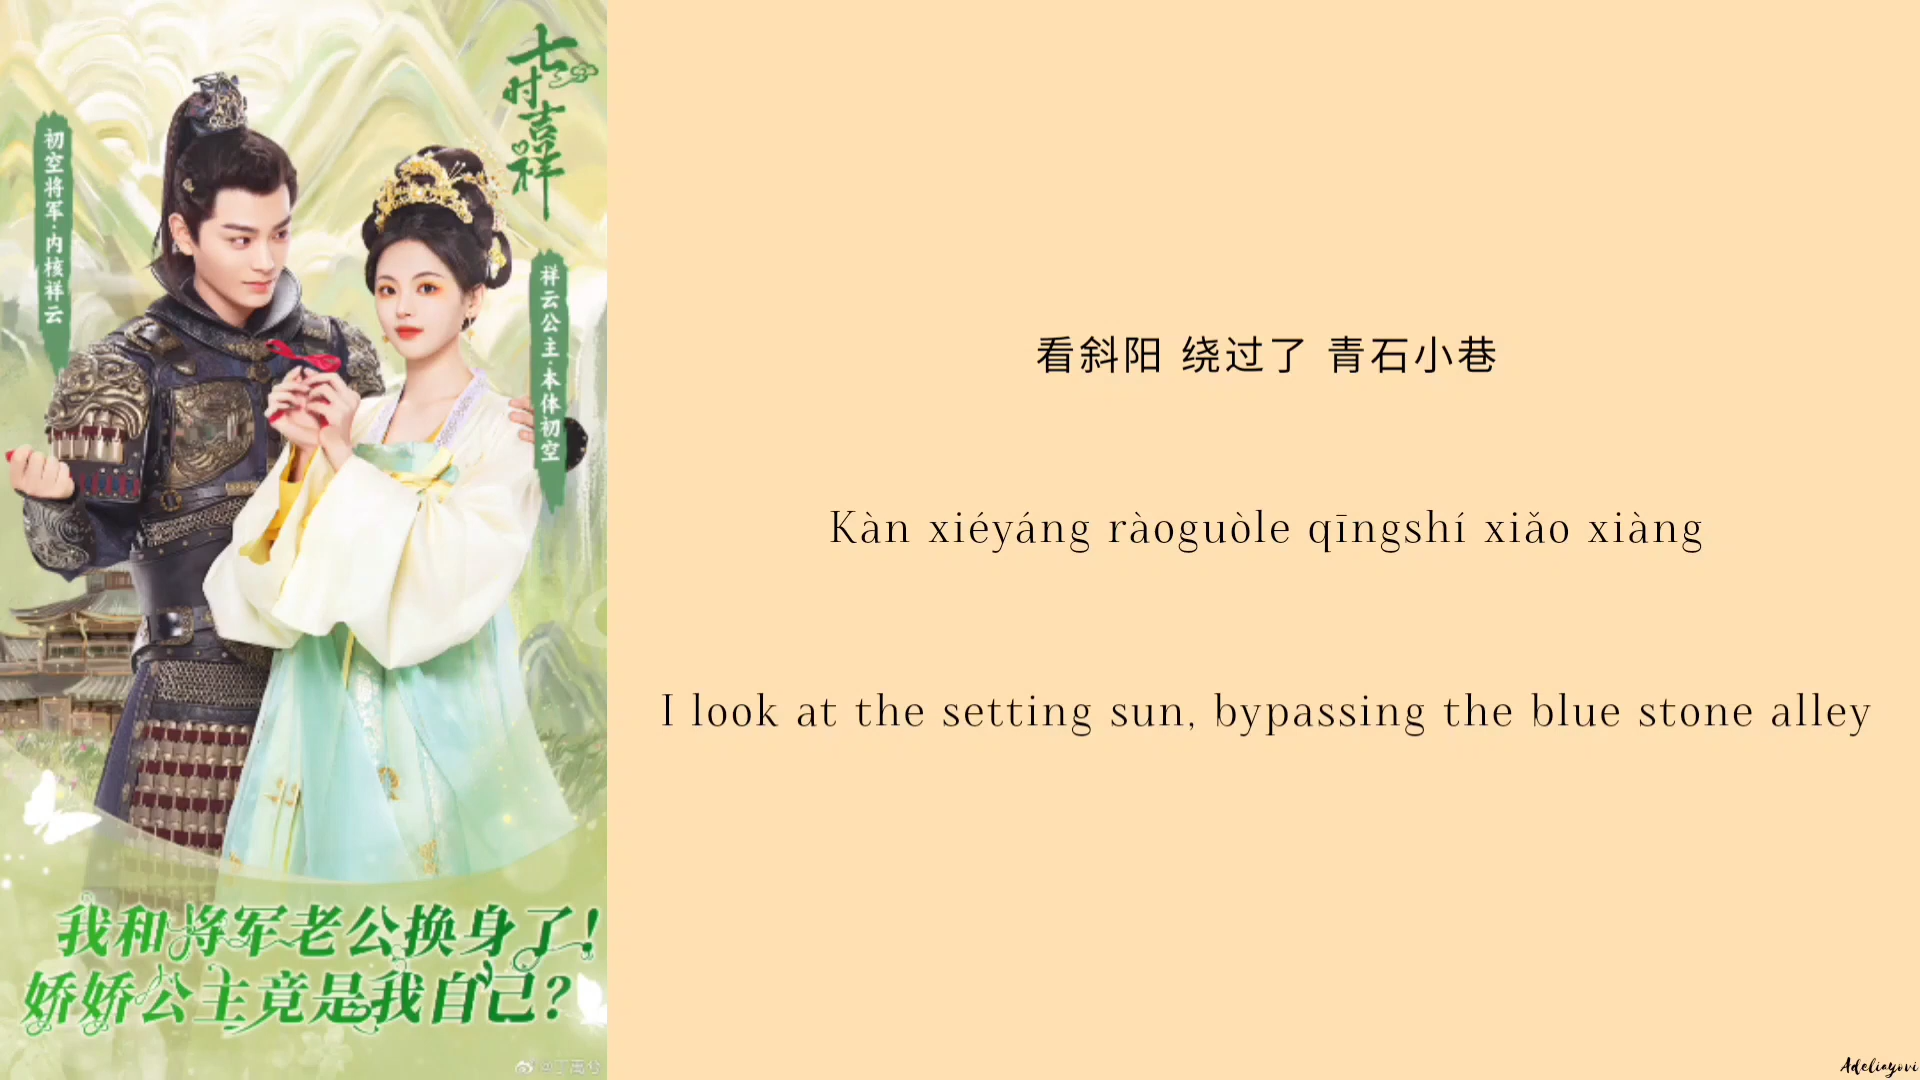 七时吉祥
初空将军·内核祥云
祥云公主·本体初空
我和将军老公换身了!
娇娇公主竟是我自己?
@丁禹兮
看斜阳 绕过了 青石小巷
Kàn xiéyáng ràoguòle qīngshí xiǎo xiàng
I look at the setting sun, bypassing the blue stone alley
Adeliayovi